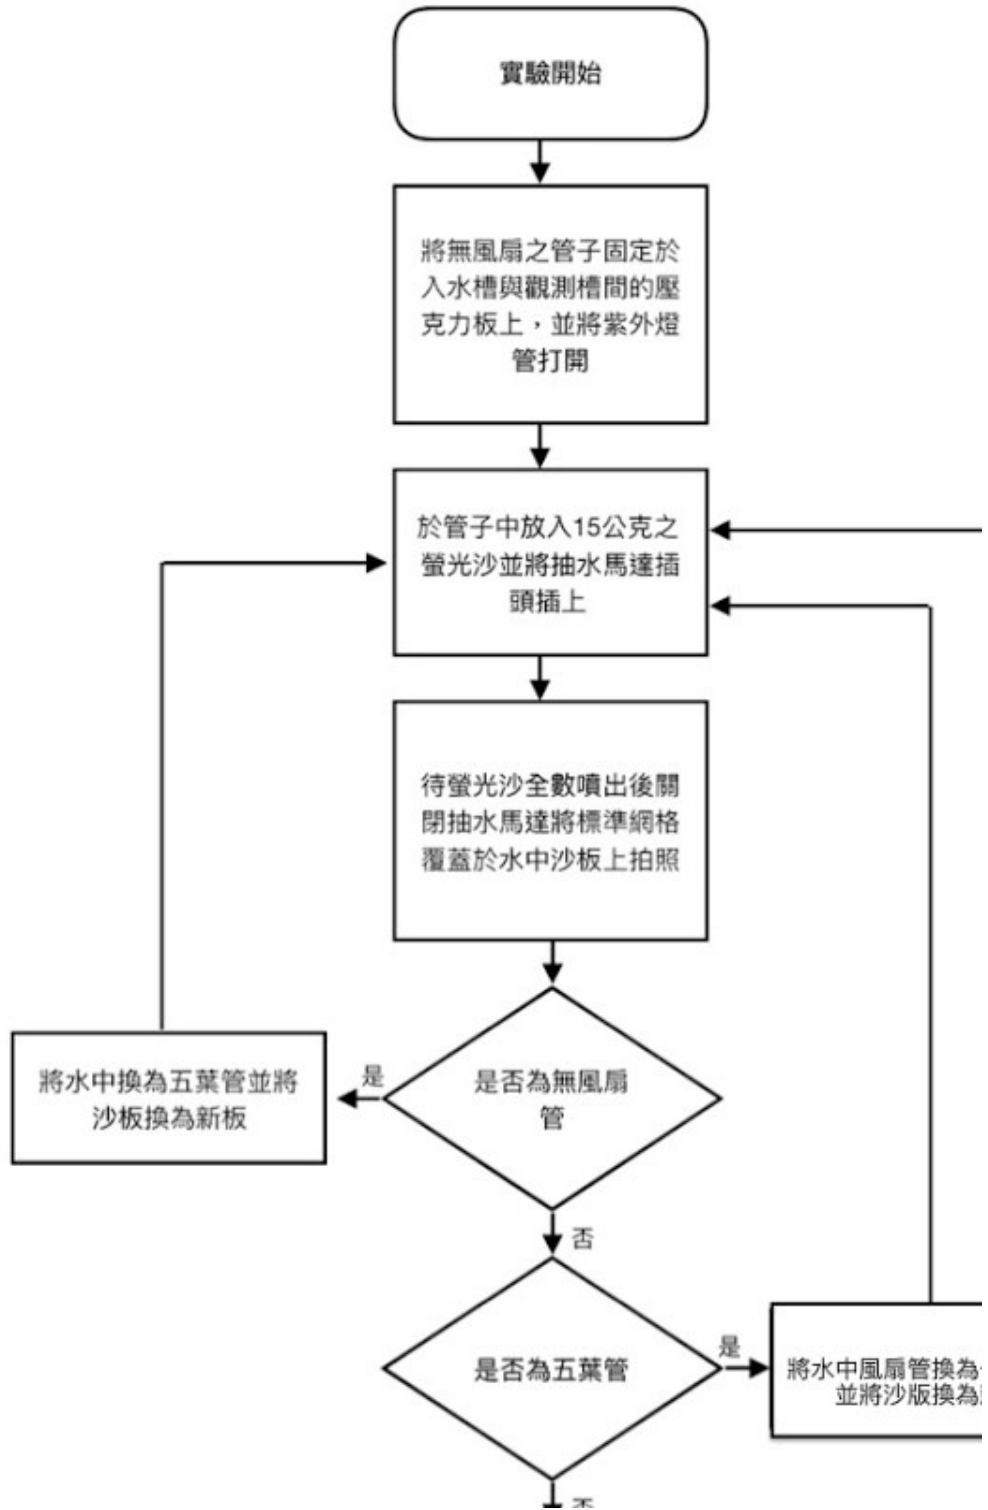 實驗開始
將無風扇之管子固定於
入水槽與觀測槽間的壓
克力板上，並將紫外燈
管打開
於管子中放入15公克之
螢光沙並將抽水馬達插
頭插上
待螢光沙全數噴出後關
閉抽水馬達將標準網格
覆蓋於水中沙板上拍照
是否為無風扇
管
是
將水中換為五葉管並將
沙板換為新板
否
是否為五葉管
是
將水中風扇管換為
並將沙版換為
否